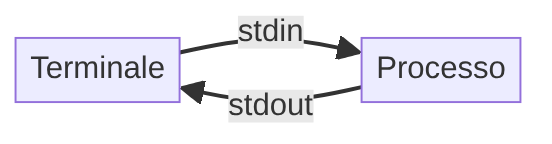 stdin
Terminale
Processo
stdout